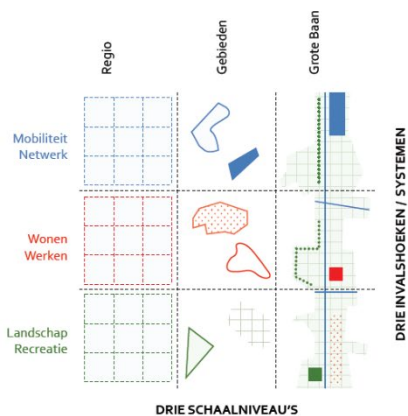 Regio
Gebieden
Grote Baan
Mobiliteit
Netwerk
Wonen
Werken
Landschap
Recreatie
DRIE INVALSHOEKEN / SYSTEMEN
DRIE SCHAALNIVEAU'S